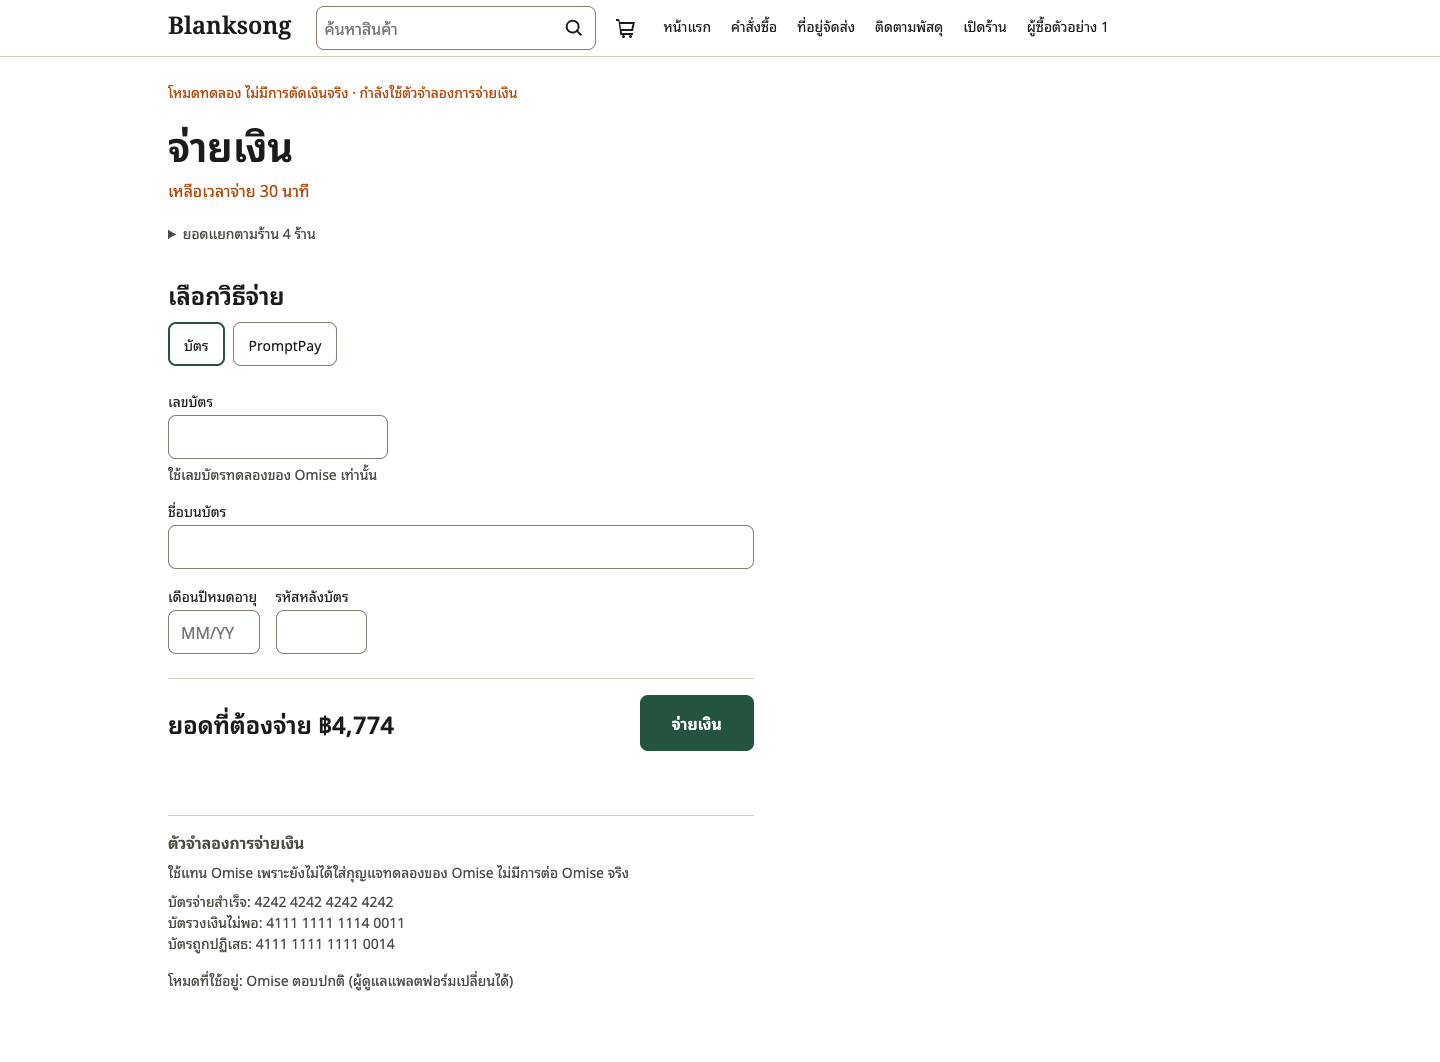 Blanksong
ค้นหาสินค้า
หน้าแรก
คำสั่งซื้อ
ที่อยู่จัดส่ง
ติดตามพัสดุ
เปิดร้าน
ผู้ซื้อตัวอย่าง 1
โหมดทดลอง ไม่มีการตัดเงินจริง · กำลังใช้ตัวจำลองการจ่ายเงิน
จ่ายเงิน
เหลือเวลาจ่าย 30 นาที
ยอดแยกตามร้าน 4 ร้าน
เลือกวิธีจ่าย
บัตร
PromptPay
เลขบัตร
ใช้เลขบัตรทดลองของ Omise เท่านั้น
ชื่อบนบัตร
เดือนปีหมดอายุ
รหัสหลังบัตร
MM/YY
ยอดที่ต้องจ่าย ฿4,774
จ่ายเงิน
ตัวจำลองการจ่ายเงิน
ใช้แทน Omise เพราะยังไม่ได้ใส่กุญแจทดลองของ Omise ไม่มีการต่อ Omise จริง
บัตรจ่ายสำเร็จ: 4242 4242 4242 4242
บัตรวงเงินไม่พอ: 4111 1111 1114 0011
บัตรถูกปฏิเสธ: 4111 1111 1111 0014
โหมดที่ใช้อยู่: Omise ตอบปกติ (ผู้ดูแลแพลตฟอร์มเปลี่ยนได้)